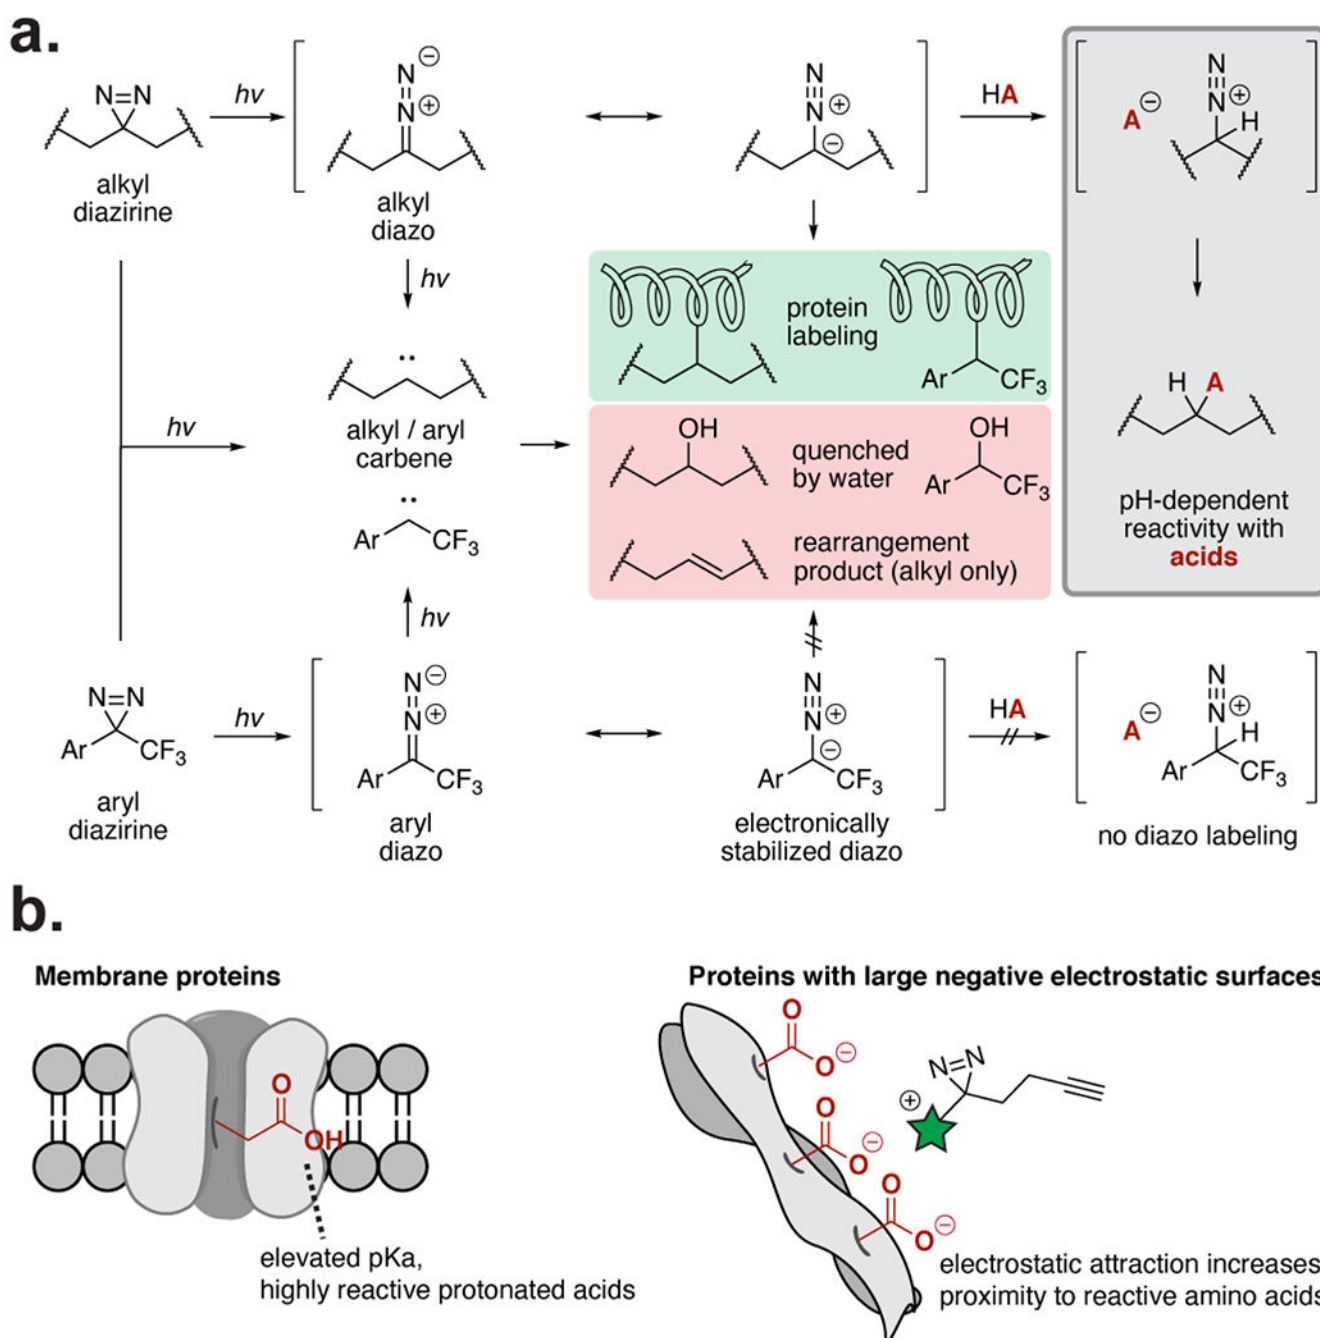 a.
N=N
hν
N ⊖
N ⊕
N
N ⊕
⊖
HA
A ⊖
N
N ⊕
H
alkyl
diazirine
alkyl
diazo
hν
protein
labeling
Ar
CF3
hν
alkyl / aryl
carbene
Ar
CF3
OH
quenched
by water
OH
Ar
CF3
rearrangement
product (alkyl only)
H
A
pH-dependent
reactivity with
acids
hν
N=N
Ar
CF3
aryl
diazirine
hν
N ⊖
N ⊕
Ar
CF3
aryl
diazo
N
N ⊕
⊖
Ar
CF3
electronically
stabilized diazo
HA
A ⊖
N
N ⊕
H
Ar
CF3
no diazo labeling
b.
Membrane proteins
O
OH
elevated pKa,
highly reactive protonated acids
Proteins with large negative electrostatic surfaces
O
O ⊖
O
O ⊖
O
O ⊖
N=N
⊕
electrostatic attraction increases
proximity to reactive amino acids